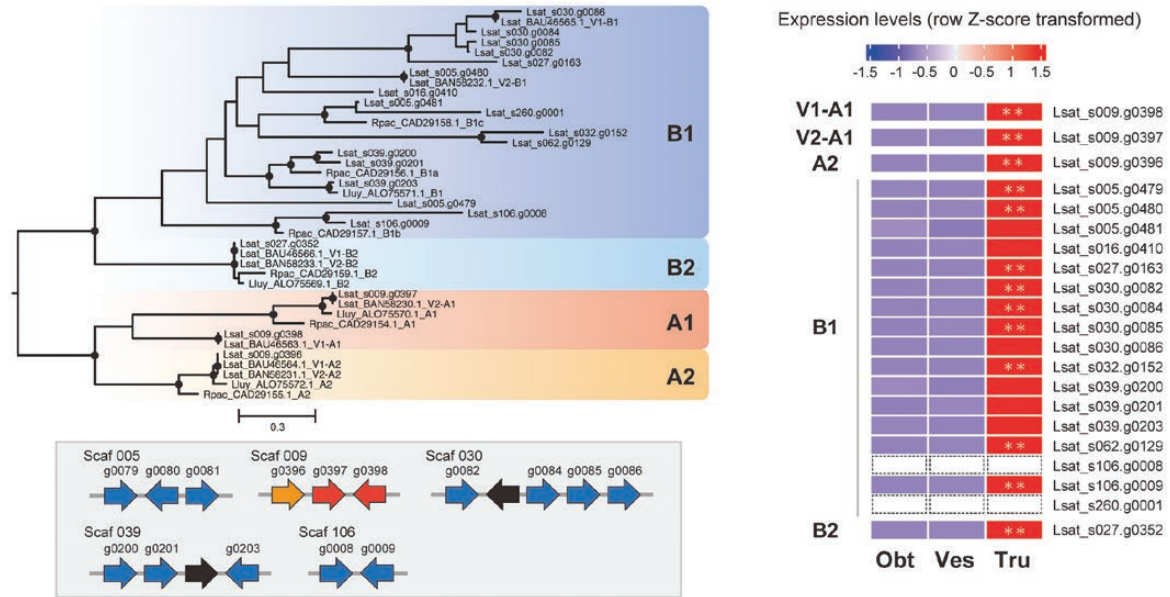 Lsat_s030.g0086
Lsat_BAU46565.1_V1-B1
Lsat_s030.g0084
Lsat_s030.g0085
Lsat_s030.g0082
Lsat_s027.g0163
Lsat_s005.g0480
Lsat_BAN58232.1_V2-B1
Lsat_s016.g0410
Lsat_s005.g0481
Lsat_s260.g0001
Rpac_CAD29158.1_B1c
Lsat_s032.g0152
Lsat_s062.g0129
Lsat_s039.g0200
Lsat_s039.g0201
Rpac_CAD29156.1_B1a
Lsat_s039.g0203
Lluy_ALO75571.1_B1
Lsat_s005.g0479
Lsat_s106.g0008
Lsat_s106.g0009
Rpac_CAD29157.1_B1b
B1
Lsat_s027.g0352
Lsat_BAU46566.1_V1-B2
Lsat_BAN58233.1_V2-B2
Rpac_CAD29159.1_B2
Lluy_ALO75569.1_B2
B2
Lsat_s009.g0397
Lsat_BAN58230.1_V2-A1
Lluy_ALO75570.1_A1
Rpac_CAD29154.1_A1
Lsat_s009.g0398
Lsat_BAU46563.1_V1-A1
A1
Lsat_s009.g0396
Lsat_BAU46564.1_V1-A2
Lsat_BAN58231.1_V2-A2
Lluy_ALO75572.1_A2
Rpac_CAD29155.1_A2
A2
0.3
Scaf 005
g0079 g0080 g0081
Scaf 009
g0396 g0397 g0398
Scaf 030
g0082 g0084 g0085 g0086
Scaf 039
g0200 g0201 g0203
Scaf 106
g0008 g0009
Expression levels (row Z-score transformed)
-1.5 -1 -0.5 0 -0.5 1 1.5
V1-A1 ** Lsat_s009.g0398
V2-A1 ** Lsat_s009.g0397
A2 ** Lsat_s009.g0396
B1
** Lsat_s005.g0479
** Lsat_s005.g0480
Lsat_s005.g0481
Lsat_s016.g0410
** Lsat_s027.g0163
** Lsat_s030.g0082
** Lsat_s030.g0084
** Lsat_s030.g0085
Lsat_s030.g0086
** Lsat_s032.g0152
Lsat_s039.g0200
Lsat_s039.g0201
Lsat_s039.g0203
** Lsat_s062.g0129
Lsat_s106.g0008
** Lsat_s106.g0009
Lsat_s260.g0001
B2 ** Lsat_s027.g0352
Obt Ves Tru